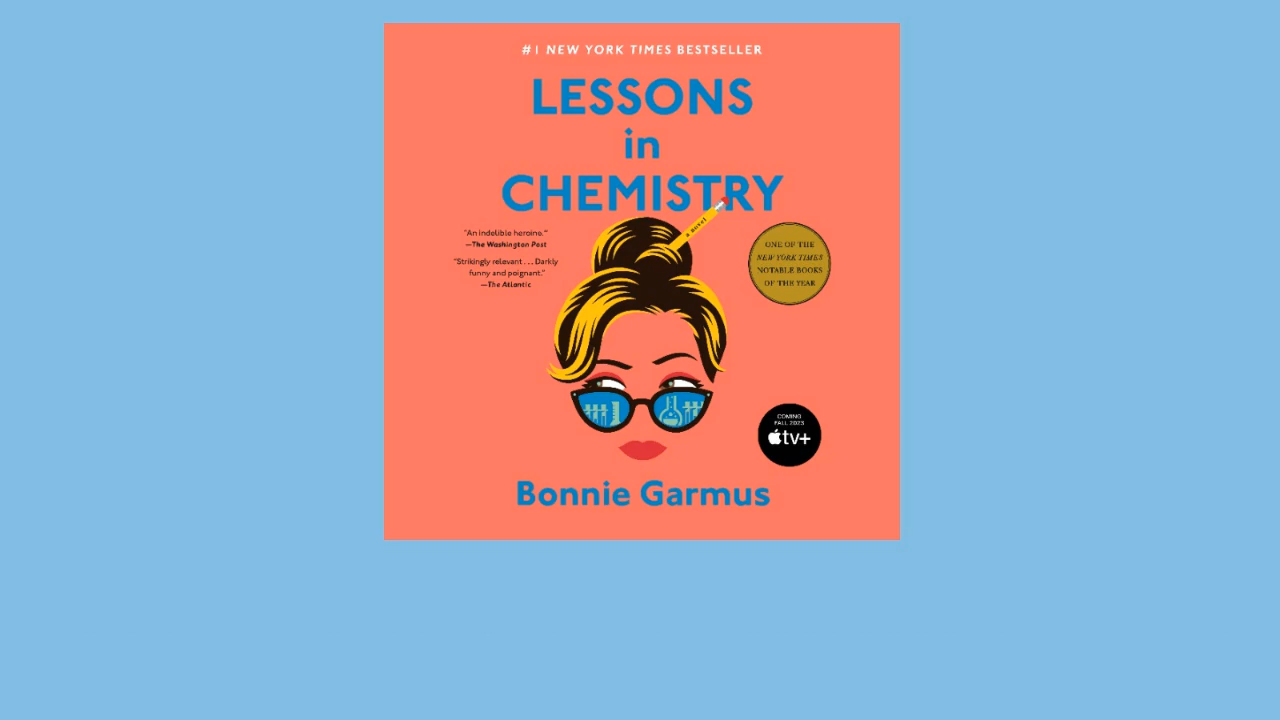 #1 NEW YORK TIMES BESTSELLER
LESSONS
in
CHEMISTRY
a novel
"An indelible heroine."
—The Washington Post
"Strikingly relevant . . . Darkly
funny and poignant."
—The Atlantic
ONE OF THE
NEW YORK TIMES
NOTABLE BOOKS
OF THE YEAR
COMING
FALL 2023
tv+
Bonnie Garmus